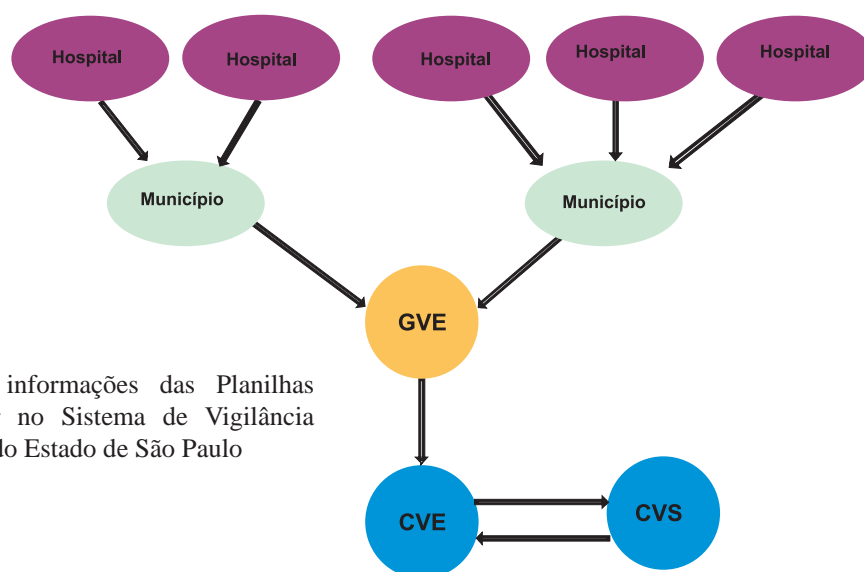 Hospital
Hospital
Hospital
Hospital
Hospital
Município
Município
GVE
informações das Planilhas
no Sistema de Vigilância
do Estado de São Paulo
CVE
CVS